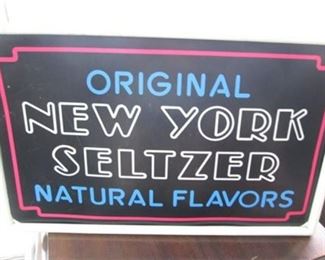 ORIGINAL
NEW YORK
SELTZER
NATURAL FLAVORS